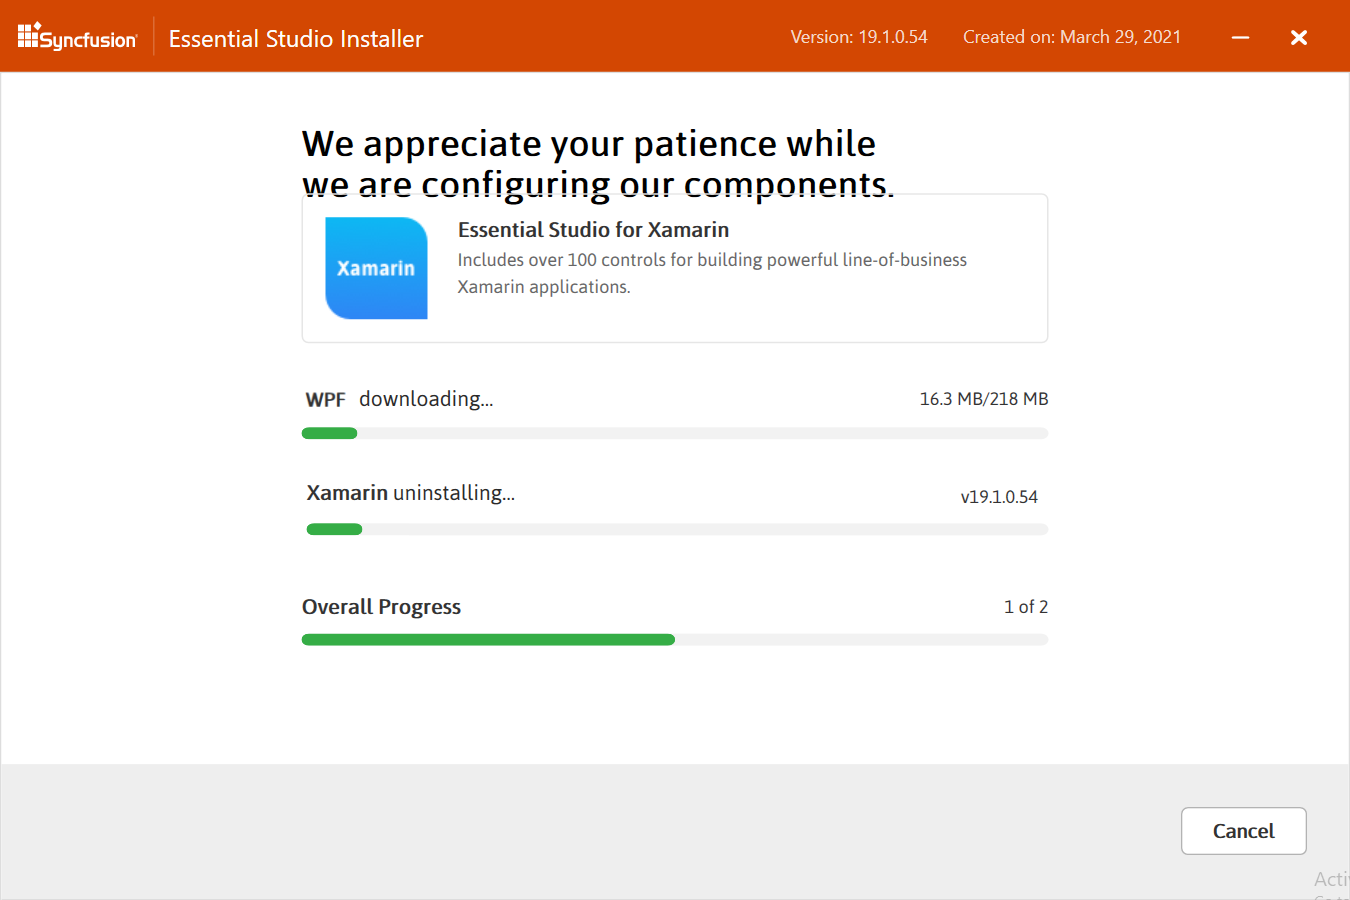 Syncfusion
Essential Studio Installer
Version: 19.1.0.54
Created on: March 29, 2021
We appreciate your patience while
we are configuring our components.
Xamarin
Essential Studio for Xamarin
Includes over 100 controls for building powerful line-of-business
Xamarin applications.
WPF downloading...
16.3 MB/218 MB
Xamarin uninstalling...
v19.1.0.54
Overall Progress
1 of 2
Cancel